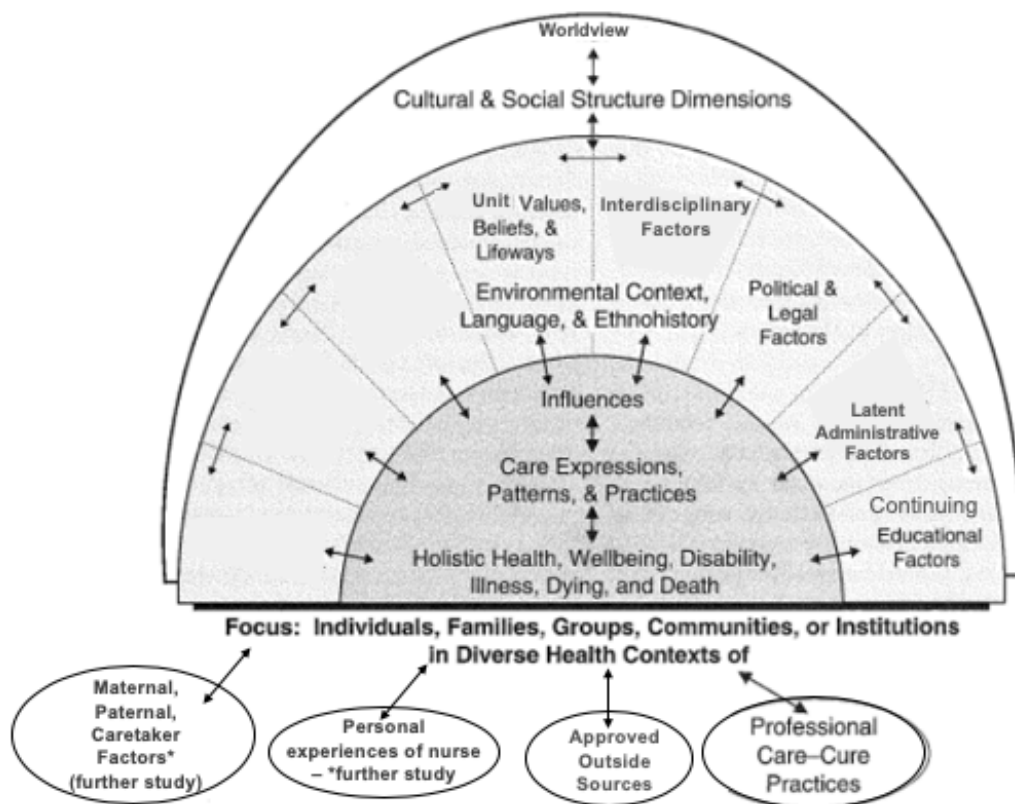 Worldview
Cultural & Social Structure Dimensions
Unit Values,
Beliefs, &
Lifeways
Interdisciplinary
Factors
Environmental Context,
Language, & Ethnohistory
Political &
Legal
Factors
Influences
Latent
Administrative
Factors
Care Expressions,
Patterns, & Practices
Continuing
Educational
Factors
Holistic Health, Wellbeing, Disability,
Illness, Dying, and Death
Focus: Individuals, Families, Groups, Communities, or Institutions
in Diverse Health Contexts of
Maternal,
Paternal,
Caretaker
Factors*
(further study)
Personal
experiences of nurse
– *further study
Approved
Outside
Sources
Professional
Care–Cure
Practices